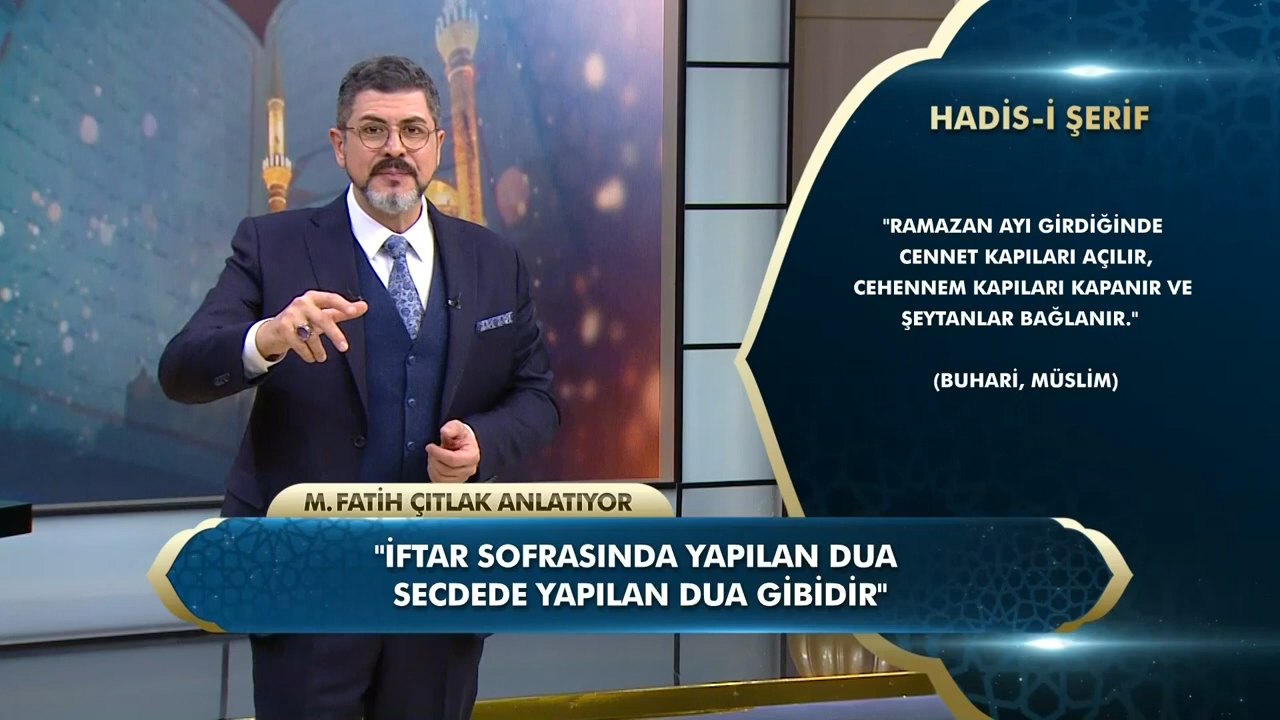 HADİS-İ ŞERİF
"RAMAZAN AYI GİRDİĞİNDE
CENNET KAPILARI AÇILIR,
CEHENNEM KAPILARI KAPANIR VE
ŞEYTANLAR BAĞLANIR."
(BUHARİ, MÜSLİM)
M. FATİH ÇITLAK ANLATIYOR
"İFTAR SOFRASINDA YAPILAN DUA
SECDEDE YAPILAN DUA GİBİDİR"